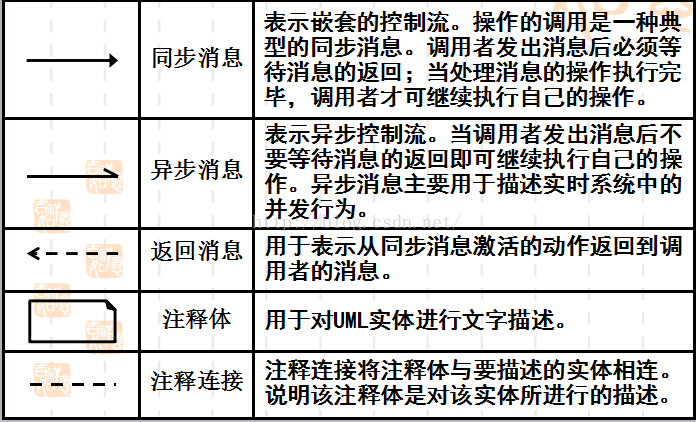 同步消息
表示嵌套的控制流。操作的调用是一种典
型的同步消息。调用者发出消息后必须等
待消息的返回；当处理消息的操作执行完
毕，调用者才可继续执行自己的操作。
异步消息
表示异步控制流。当调用者发出消息后不
要等待消息的返回即可继续执行自己的操
作。异步消息主要用于描述实时系统中的
并发行为。
http://blog.csdn.net/
返回消息
用于表示从同步消息激活的动作返回到调
用者的消息。
注释体
用于对UML实体进行文字描述。
注释连接
注释连接将注释体与要描述的实体相连。
说明该注释体是对该实体所进行的描述。